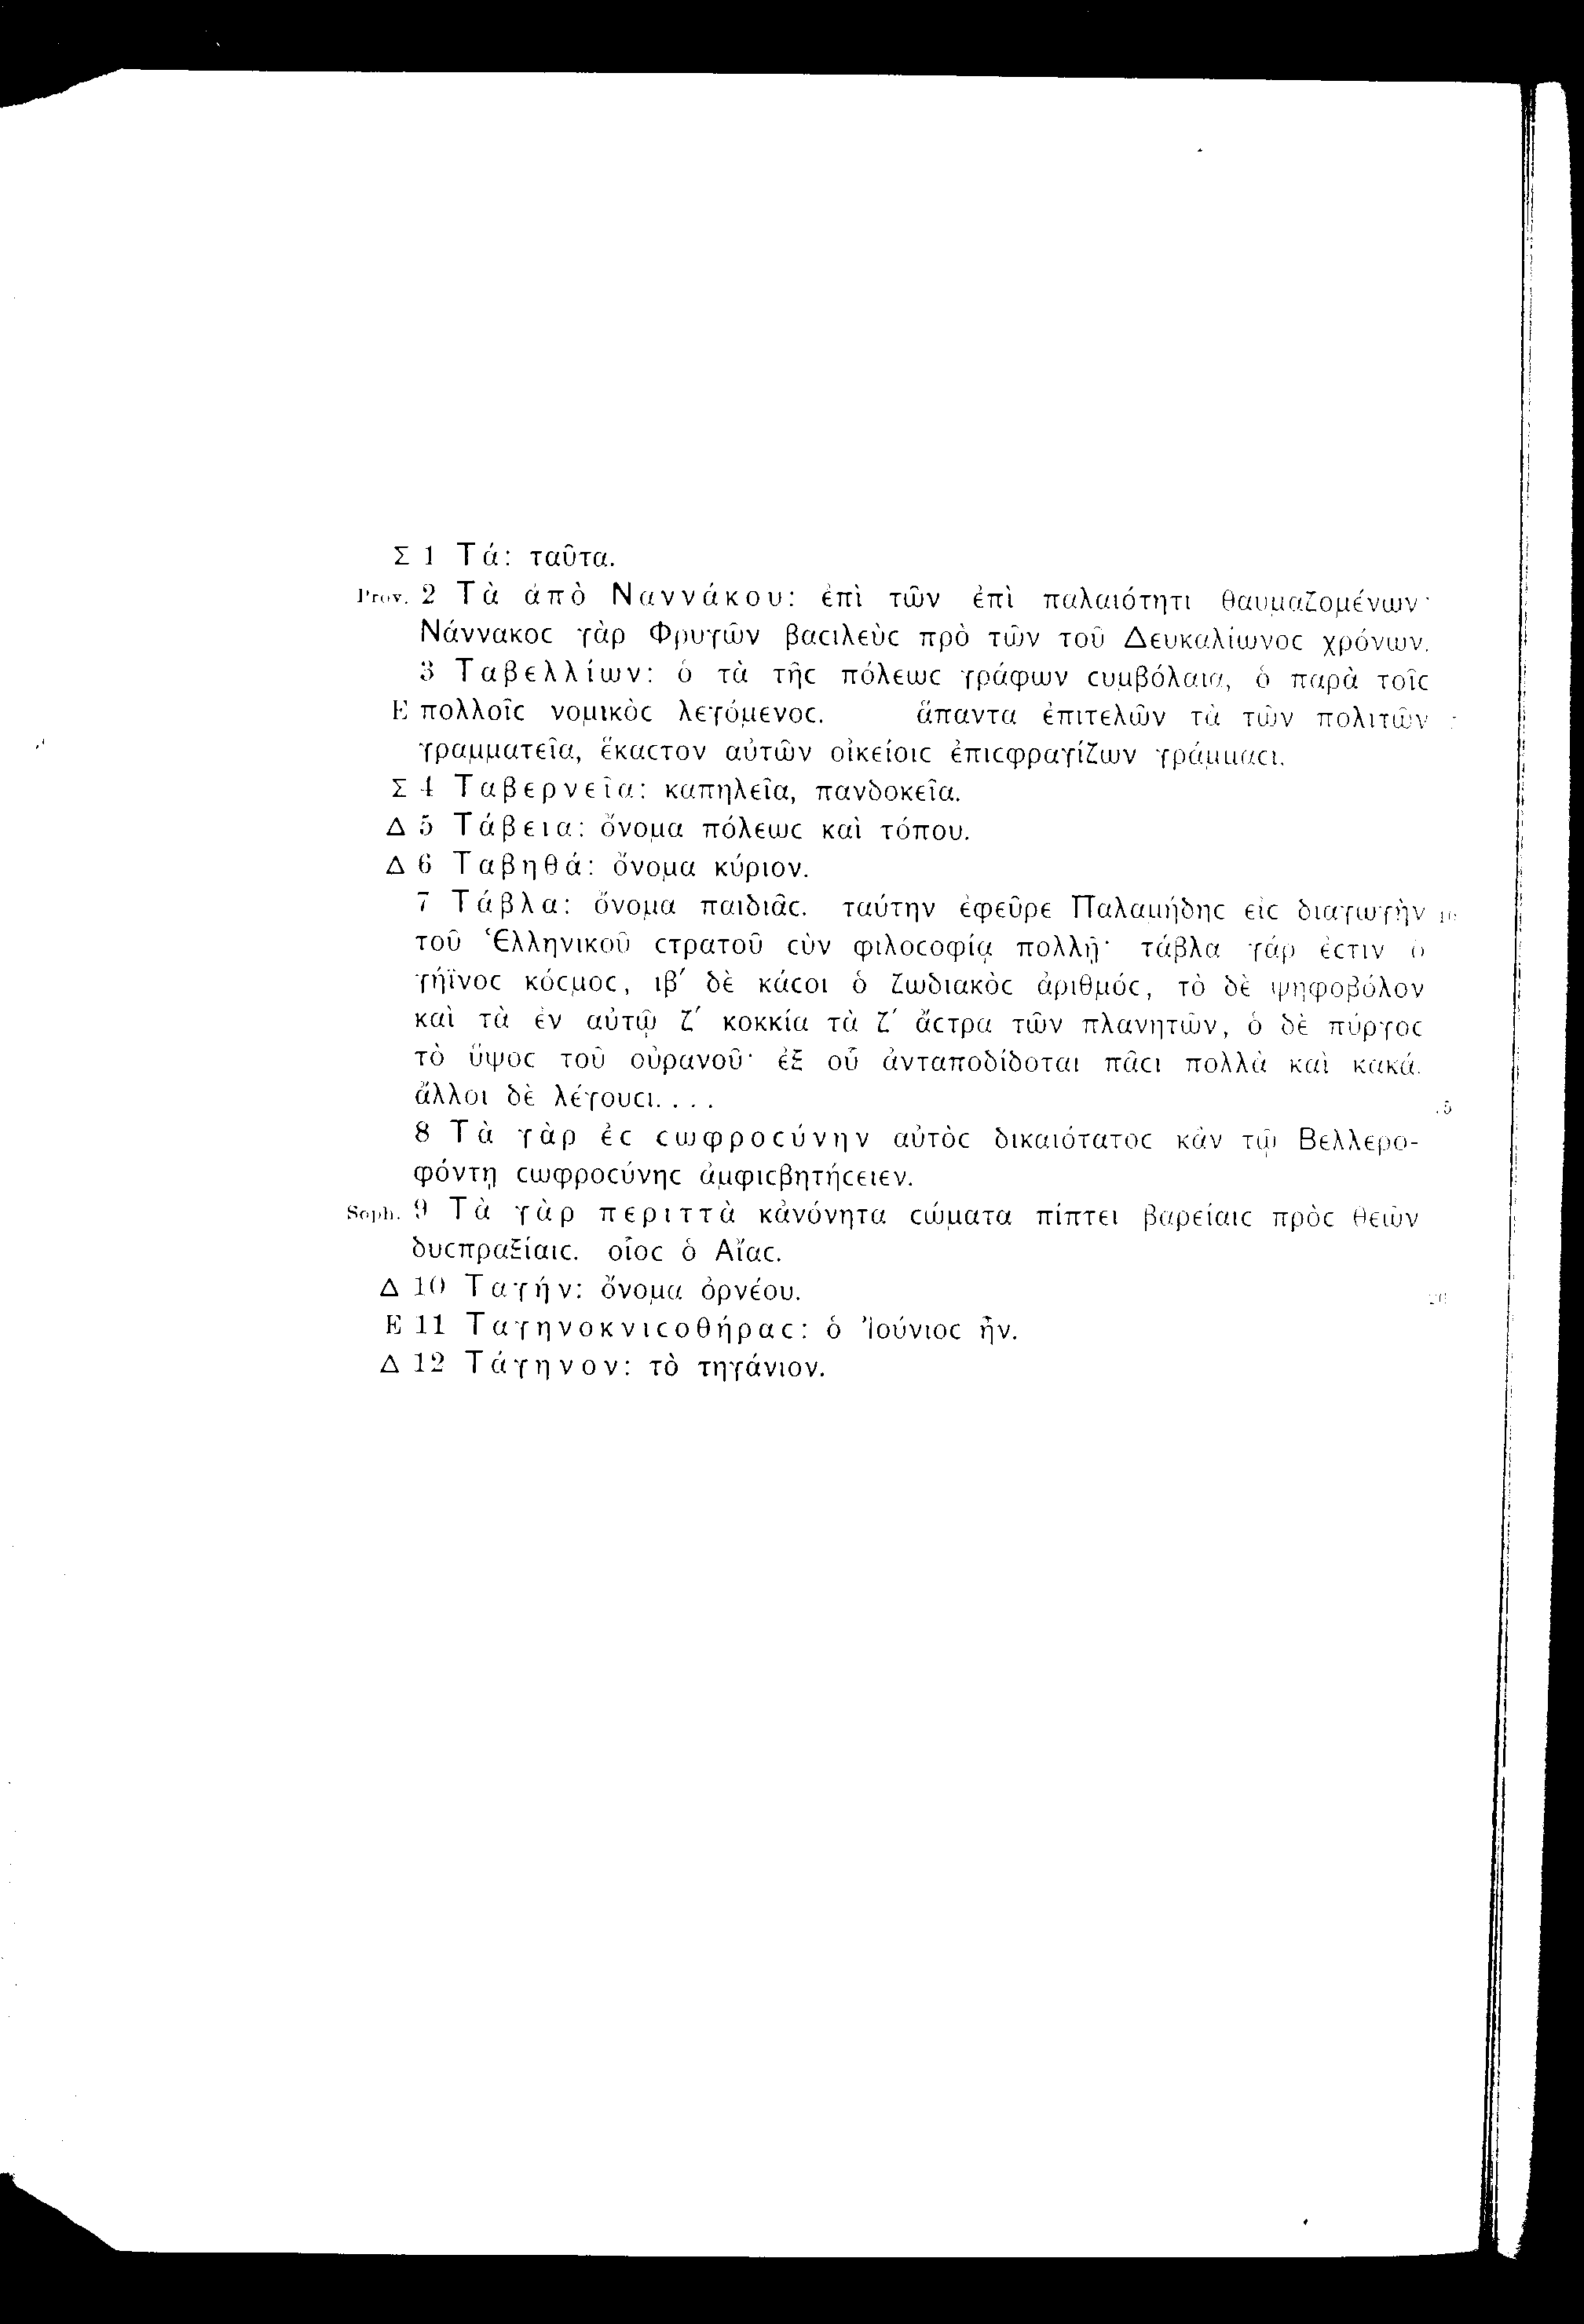 Σ 1 Τά: ταῦτα.
Prov. 2 Τὰ ἀπὸ Ναννάκου: ἐπὶ τῶν ἐπὶ παλαιότητι θαυμαζομένων·
Νάννακοϲ γὰρ Φρυγῶν βαϲιλεὺϲ πρὸ τῶν τοῦ Δευκαλίωνοϲ χρόνων.
3 Ταβελλίων: ὁ τὰ τῆϲ πόλεωϲ γράφων ϲυμβόλαια, ὁ παρὰ τοῖϲ
E πολλοῖϲ νομικὸϲ λεγόμενοϲ. ἅπαντα ἐπιτελῶν τὰ τῶν πολιτῶν
γραμματεῖα, ἕκαϲτον αὐτῶν οἰκείοιϲ ἐπιϲφραγίζων γράμμαϲι.
Σ 4 Ταβερνεῖα: καπηλεῖα, πανδοκεῖα.
Δ 5 Τάβεια: ὄνομα πόλεωϲ καὶ τόπου.
Δ 6 Ταβηθά: ὄνομα κύριον.
7 Τάβλα: ὄνομα παιδιᾶϲ. ταύτην ἐφεῦρε Παλαμήδηϲ εἰϲ διαγωγὴν 10
τοῦ Ἑλληνικοῦ ϲτρατοῦ ϲὺν φιλοϲοφίᾳ πολλῇ· τάβλα γάρ ἐϲτιν ὁ
γήϊνοϲ κόϲμοϲ, ιβʹ δὲ κάϲοι ὁ ζωδιακὸϲ ἀριθμόϲ, τὸ δὲ ψηφοβόλον
καὶ τὰ ἐν αὐτῷ ζʹ κοκκία τὰ ζʹ ἄϲτρα τῶν πλανητῶν, ὁ δὲ πύργοϲ
τὸ ὕψοϲ τοῦ οὐρανοῦ· ἐξ οὗ ἀνταποδίδοται πᾶϲι πολλὰ καὶ κακά.
ἄλλοι δὲ λέγουϲι. . . .
8 Τὰ γὰρ ἐϲ ϲωφροϲύνην αὐτὸϲ δικαιότατοϲ κἀν τῷ Βελλερο-
φόντῃ ϲωφροϲύνηϲ ἀμφιϲβητήϲειεν.
Soph. 9 Τὰ γὰρ περιττὰ κἀνόνητα ϲώματα πίπτει βαρείαιϲ πρὸϲ θεῶν
δυϲπραξίαιϲ. οἷοϲ ὁ Αἴαϲ.
Δ 10 Ταγήν: ὄνομα ὀρνέου. 20
E 11 Ταγηνοκνιϲοθήραϲ: ὁ Ἰούνιοϲ ἦν.
Δ 12 Τάγηνον: τὸ τηγάνιον.